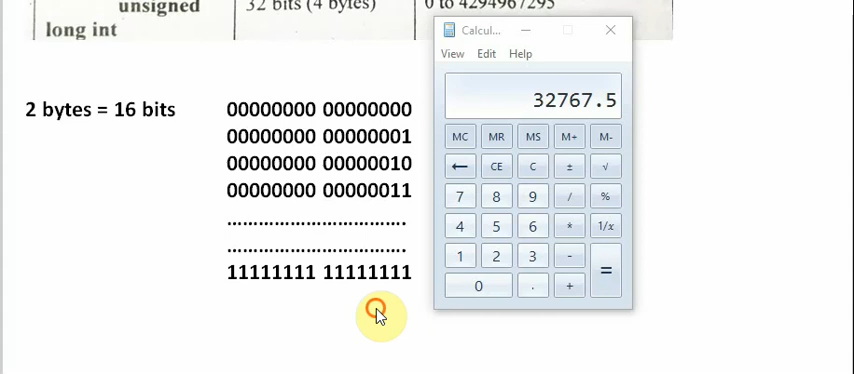 unsigned 32 bits (4 bytes) 0 to 4294967295
long int
Calcul...
View Edit Help
32767.5
2 bytes = 16 bits 00000000 00000000
00000000 00000001
00000000 00000010
00000000 00000011
....................................
....................................
11111111 11111111
MC MR MS M+ M-
← CE C ± √
7 8 9 / %
4 5 6 * 1/x
1 2 3 - =
0 . +